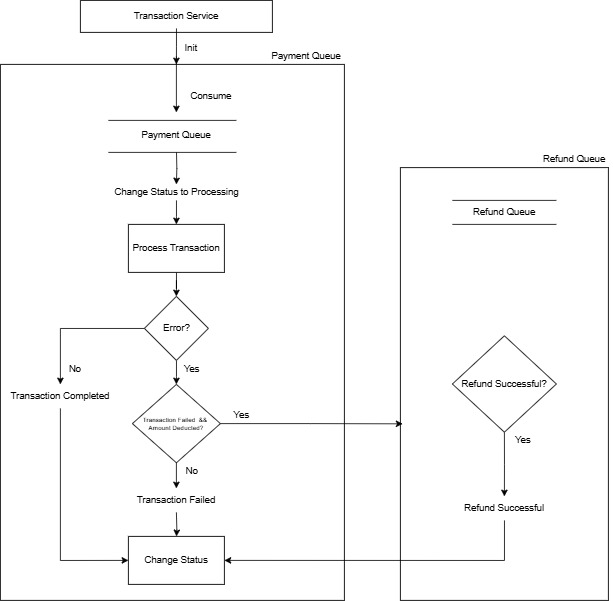 Transaction Service
Init
Payment Queue
Consume
Payment Queue
Refund Queue
Change Status to Processing
Refund Queue
Process Transaction
Error?
No
Yes
Refund Successful?
Transaction Completed
Yes
Transaction Failed &&
Amount Deducted?
Yes
No
Transaction Failed
Refund Successful
Change Status